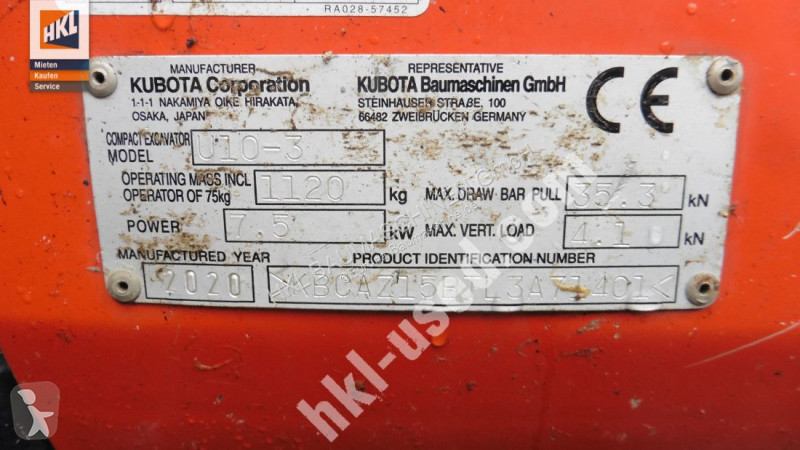 RA028-57452
HKL
Mieten
Kaufen
Service
MANUFACTURER
KUBOTA Corporation
1-1-1 NAKAMIYA OIKE HIRAKATA,
OSAKA, JAPAN
REPRESENTATIVE
KUBOTA Baumaschinen GmbH
STEINHAUSER STRAßE, 100
66482 ZWEIBRÜCKEN GERMANY
CE
COMPACT EXCAVATOR
MODEL U10-3
OPERATING MASS INCL
OPERATOR OF 75kg 1120 kg
MAX. DRAW BAR PULL 35.3 kN
POWER 7.5 kW
MAX. VERT. LOAD 4.1 kN
MANUFACTURED YEAR
2020
PRODUCT IDENTIFICATION NUMBER
hkl-used.com